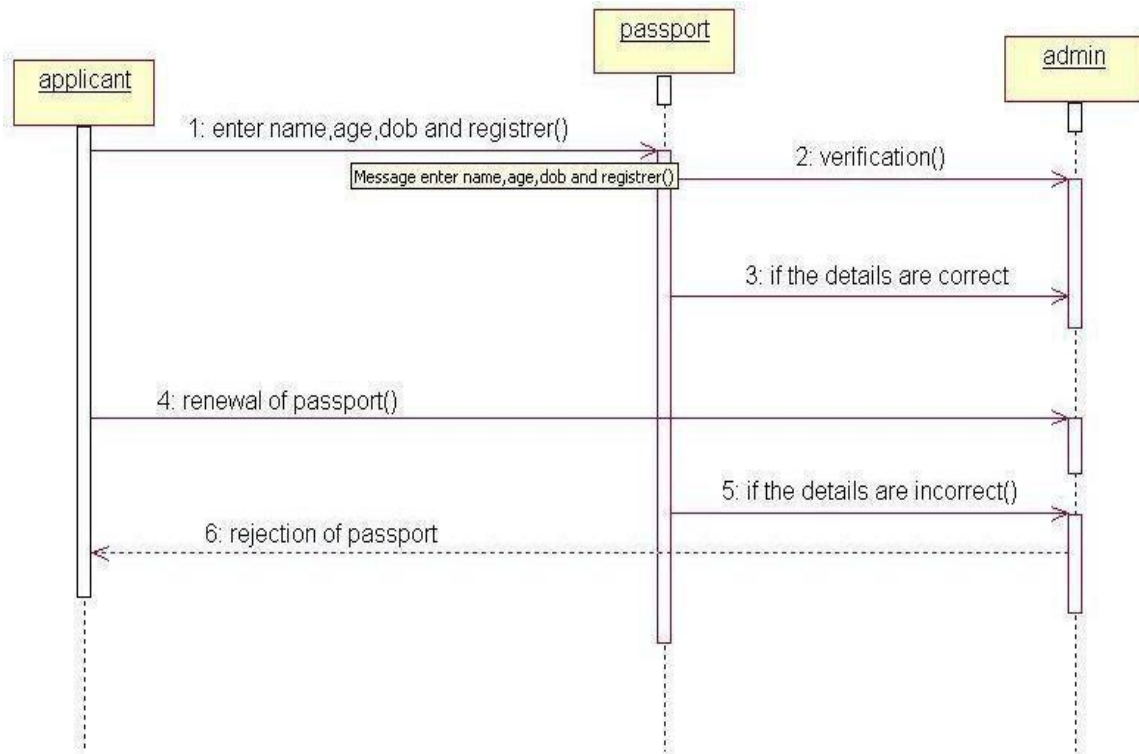 passport
admin
applicant
1: enter name,age,dob and registrer()
2: verification()
Message enter name,age,dob and registrer()
3: if the details are correct
4: renewal of passport()
5: if the details are incorrect()
6: rejection of passport